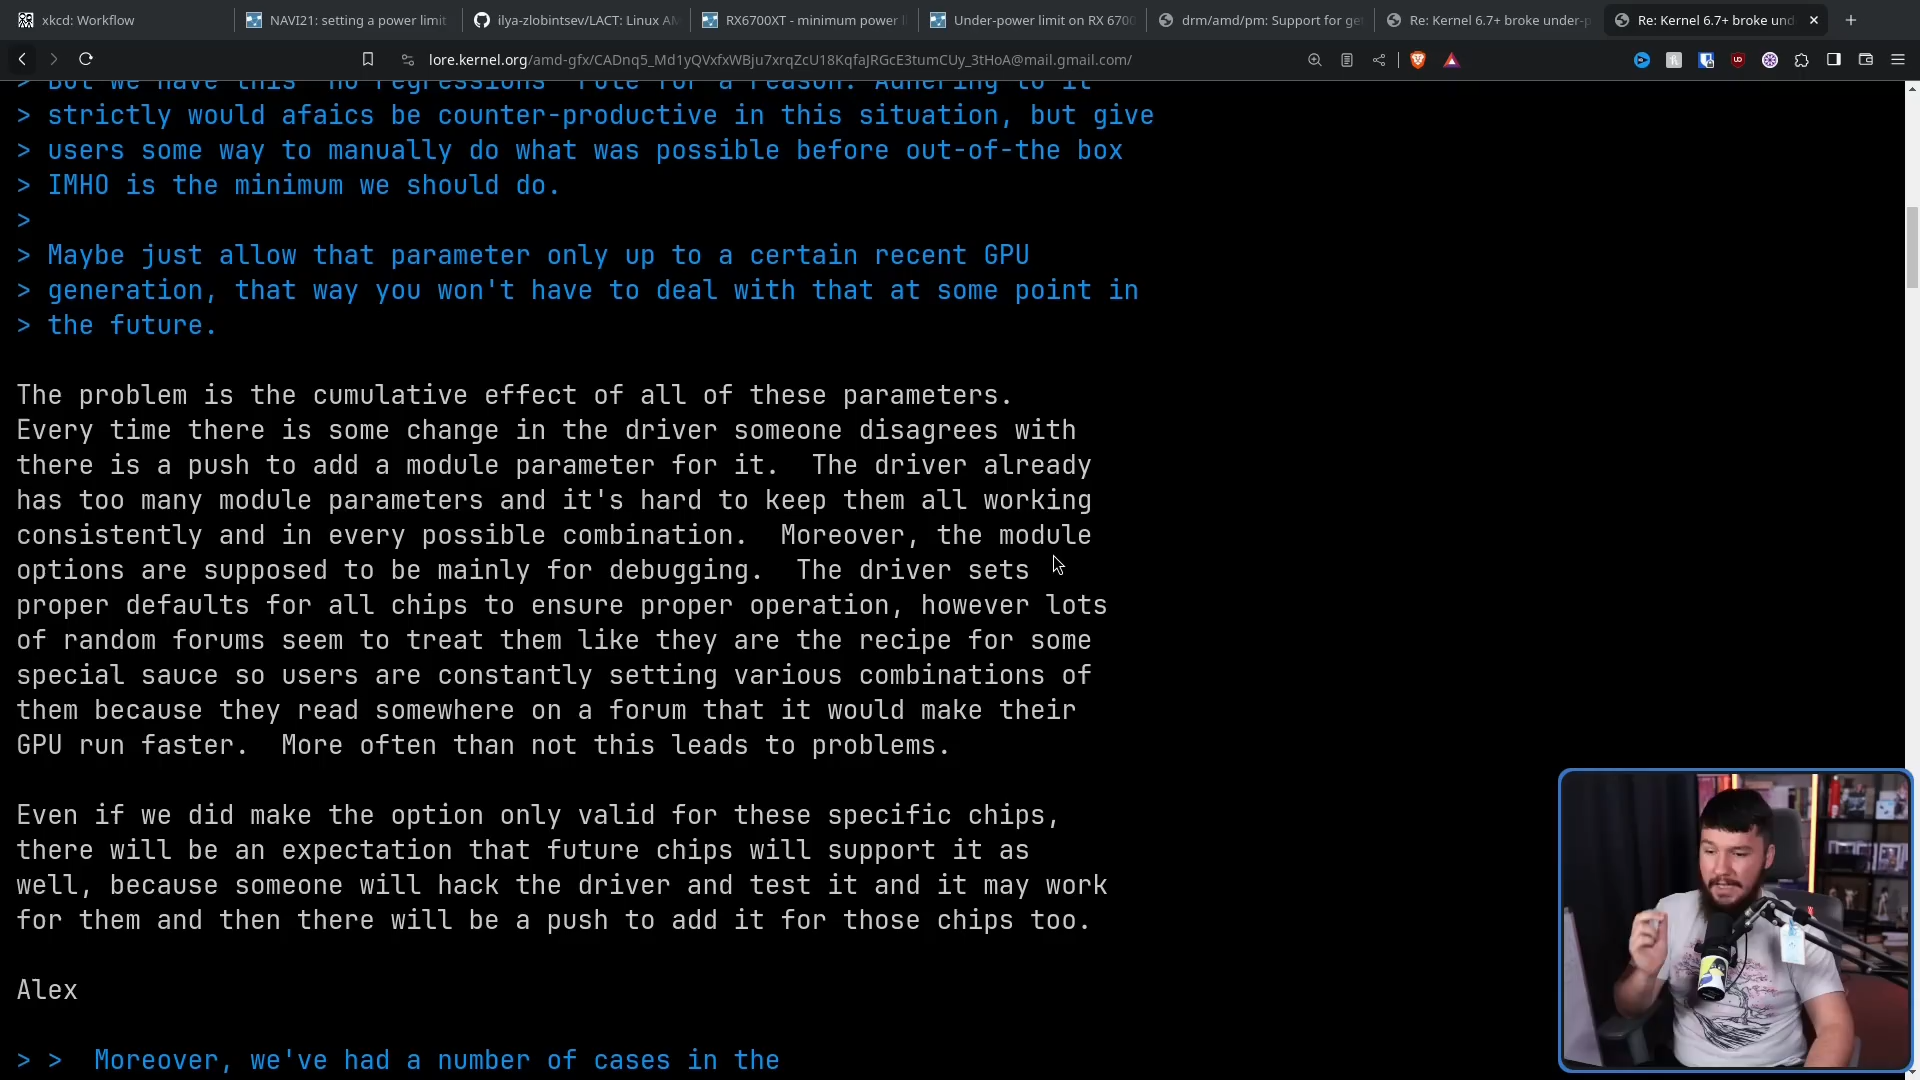 xkcd: Workflow
NAVI21: setting a power limit
ilya-zlobintsev/LACT: Linux AM
RX6700XT - minimum power l
Under-power limit on RX 6700
drm/amd/pm: Support for get
Re: Kernel 6.7+ broke under-p
Re: Kernel 6.7+ broke und
lore.kernel.org/amd-gfx/CADnq5_Md1yQVxfxWBju7xrqZcU18KqfaJRGcE3tumCUy_3tHoA@mail.gmail.com/
> But we have this "no regressions" rule for a reason. Adhering to it
> strictly would afaics be counter-productive in this situation, but give
> users some way to manually do what was possible before out-of-the box
> IMHO is the minimum we should do.
>
> Maybe just allow that parameter only up to a certain recent GPU
> generation, that way you won't have to deal with that at some point in
> the future.
The problem is the cumulative effect of all of these parameters.
Every time there is some change in the driver someone disagrees with
there is a push to add a module parameter for it.  The driver already
has too many module parameters and it's hard to keep them all working
consistently and in every possible combination.  Moreover, the module
options are supposed to be mainly for debugging.  The driver sets
proper defaults for all chips to ensure proper operation, however lots
of random forums seem to treat them like they are the recipe for some
special sauce so users are constantly setting various combinations of
them because they read somewhere on a forum that it would make their
GPU run faster.  More often than not this leads to problems.
Even if we did make the option only valid for these specific chips,
there will be an expectation that future chips will support it as
well, because someone will hack the driver and test it and it may work
for them and then there will be a push to add it for those chips too.
Alex
> >  Moreover, we've had a number of cases in the